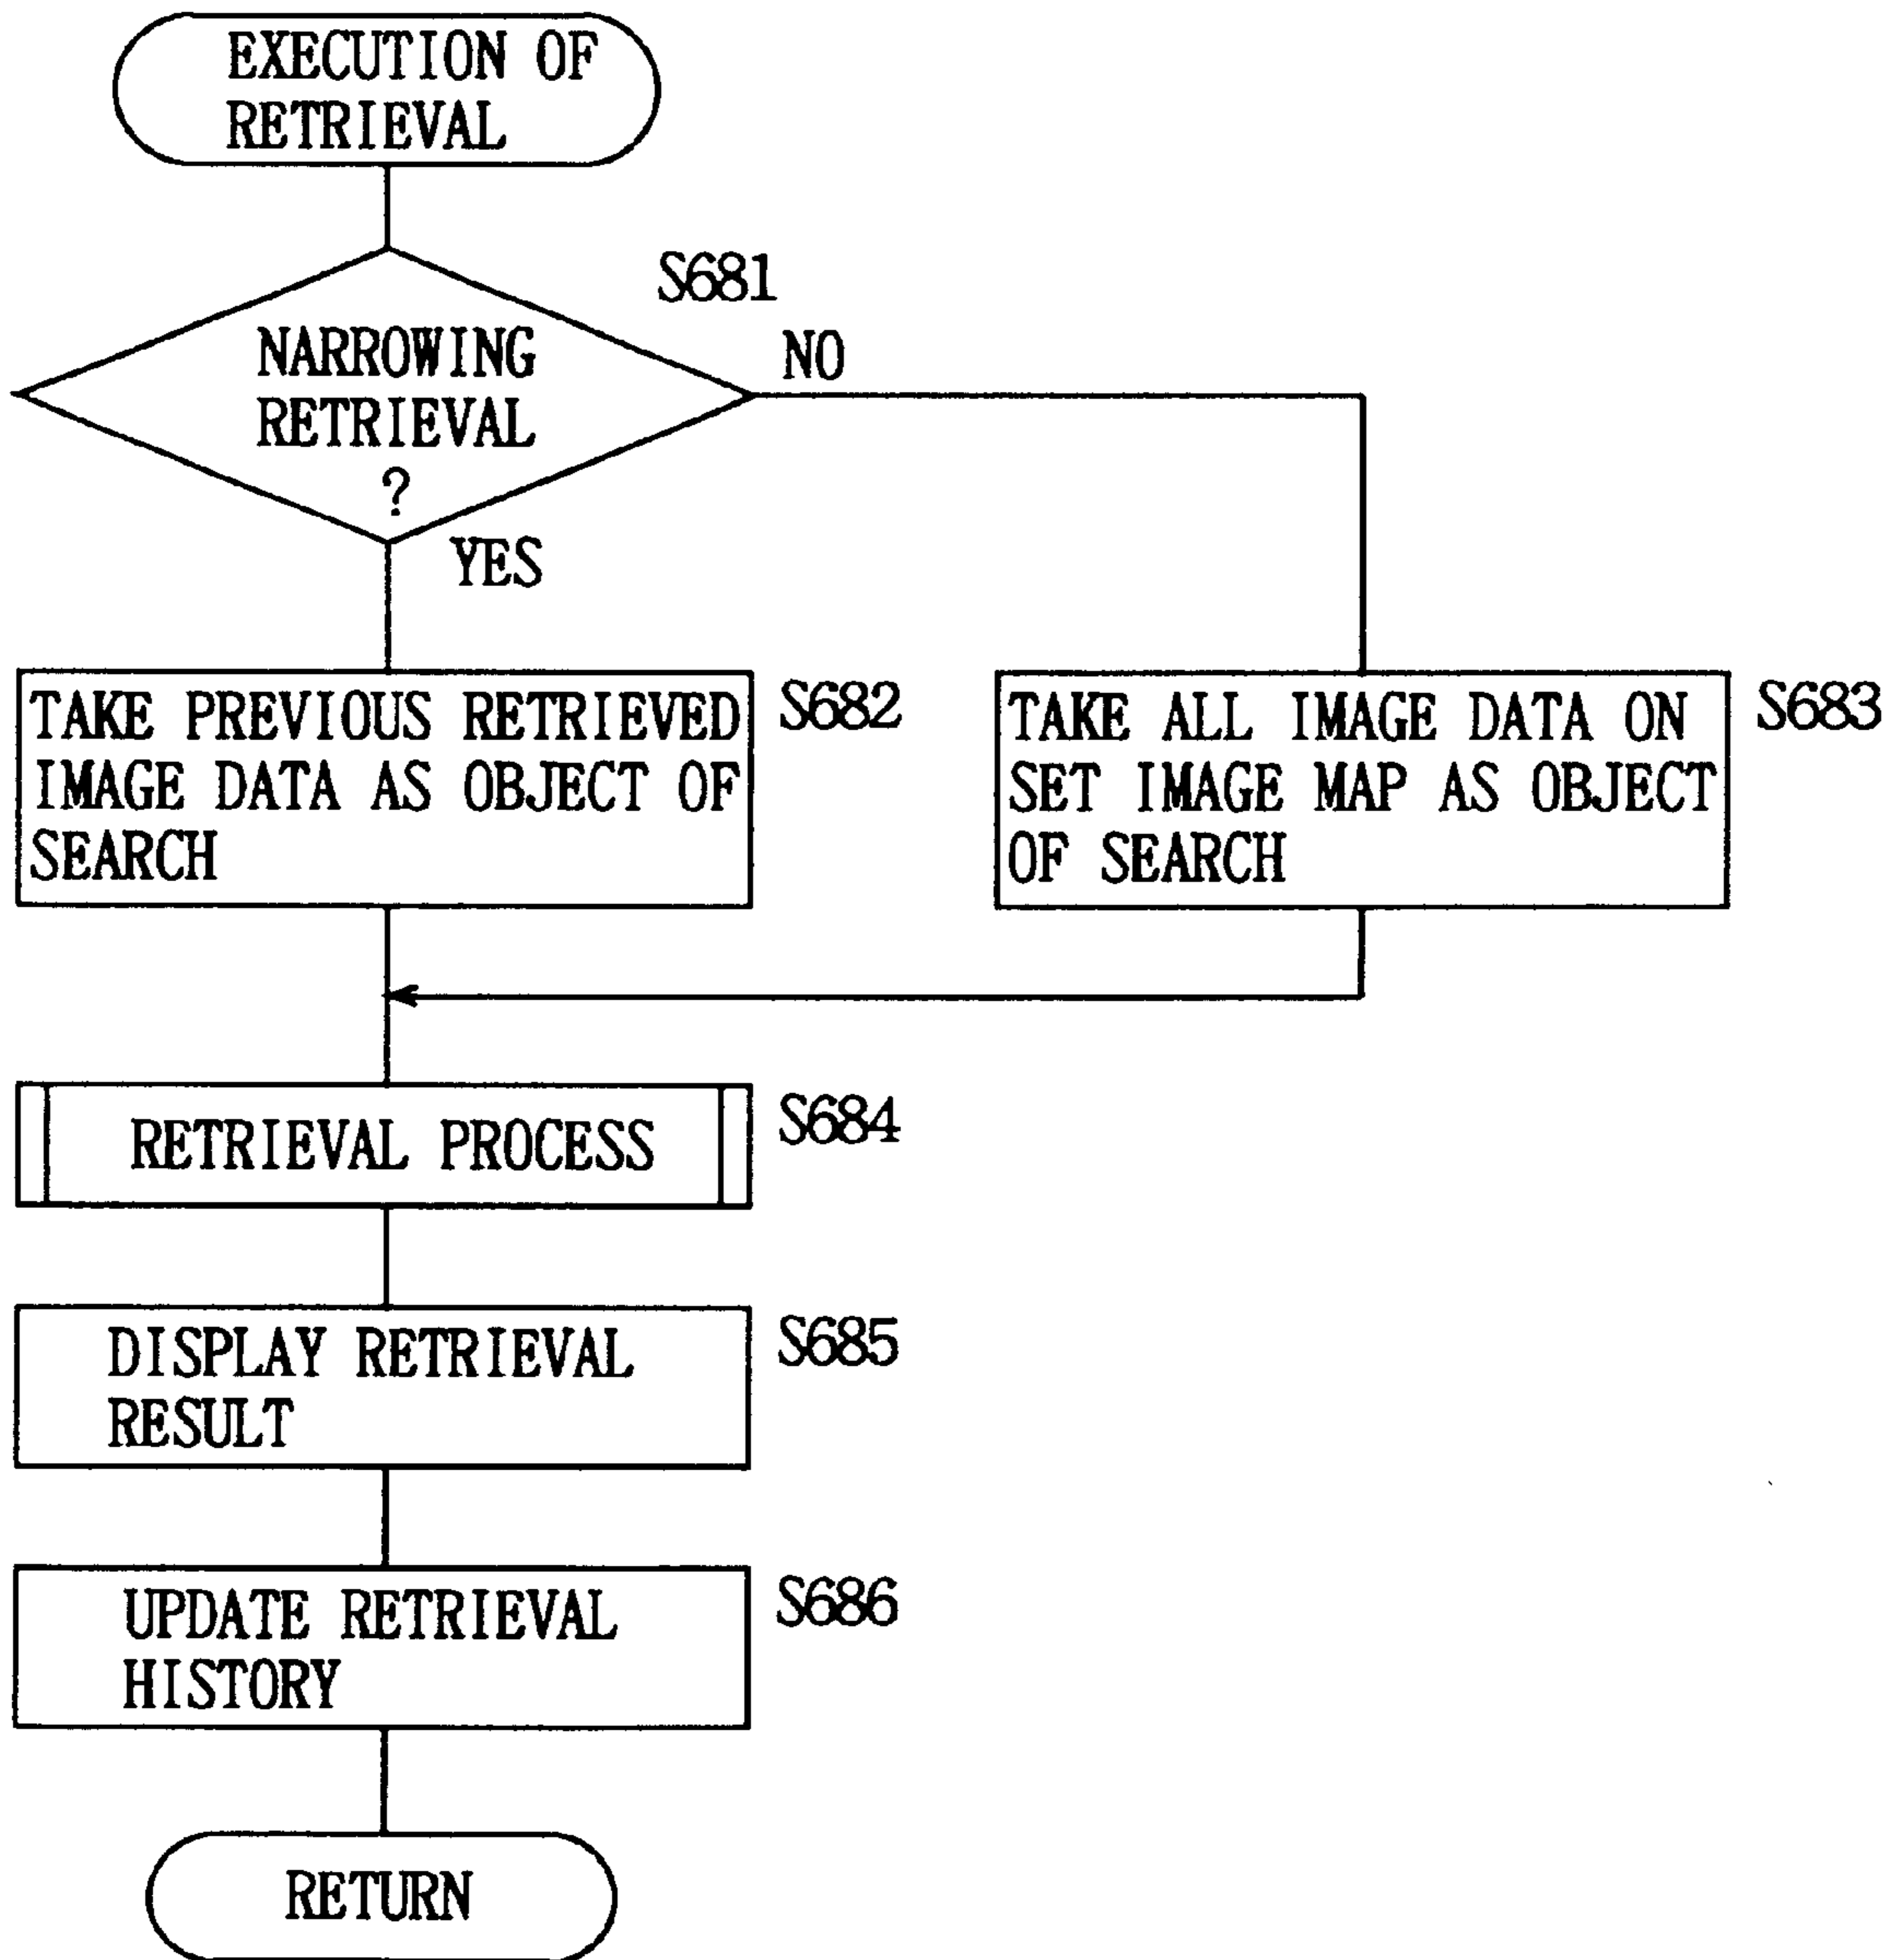 EXECUTION OF
RETRIEVAL
S681
NARROWING
RETRIEVAL
?
NO
YES
TAKE PREVIOUS RETRIEVED
IMAGE DATA AS OBJECT OF
SEARCH
S682
TAKE ALL IMAGE DATA ON
SET IMAGE MAP AS OBJECT
OF SEARCH
S683
RETRIEVAL PROCESS
S684
DISPLAY RETRIEVAL
RESULT
S685
UPDATE RETRIEVAL
HISTORY
S686
RETURN